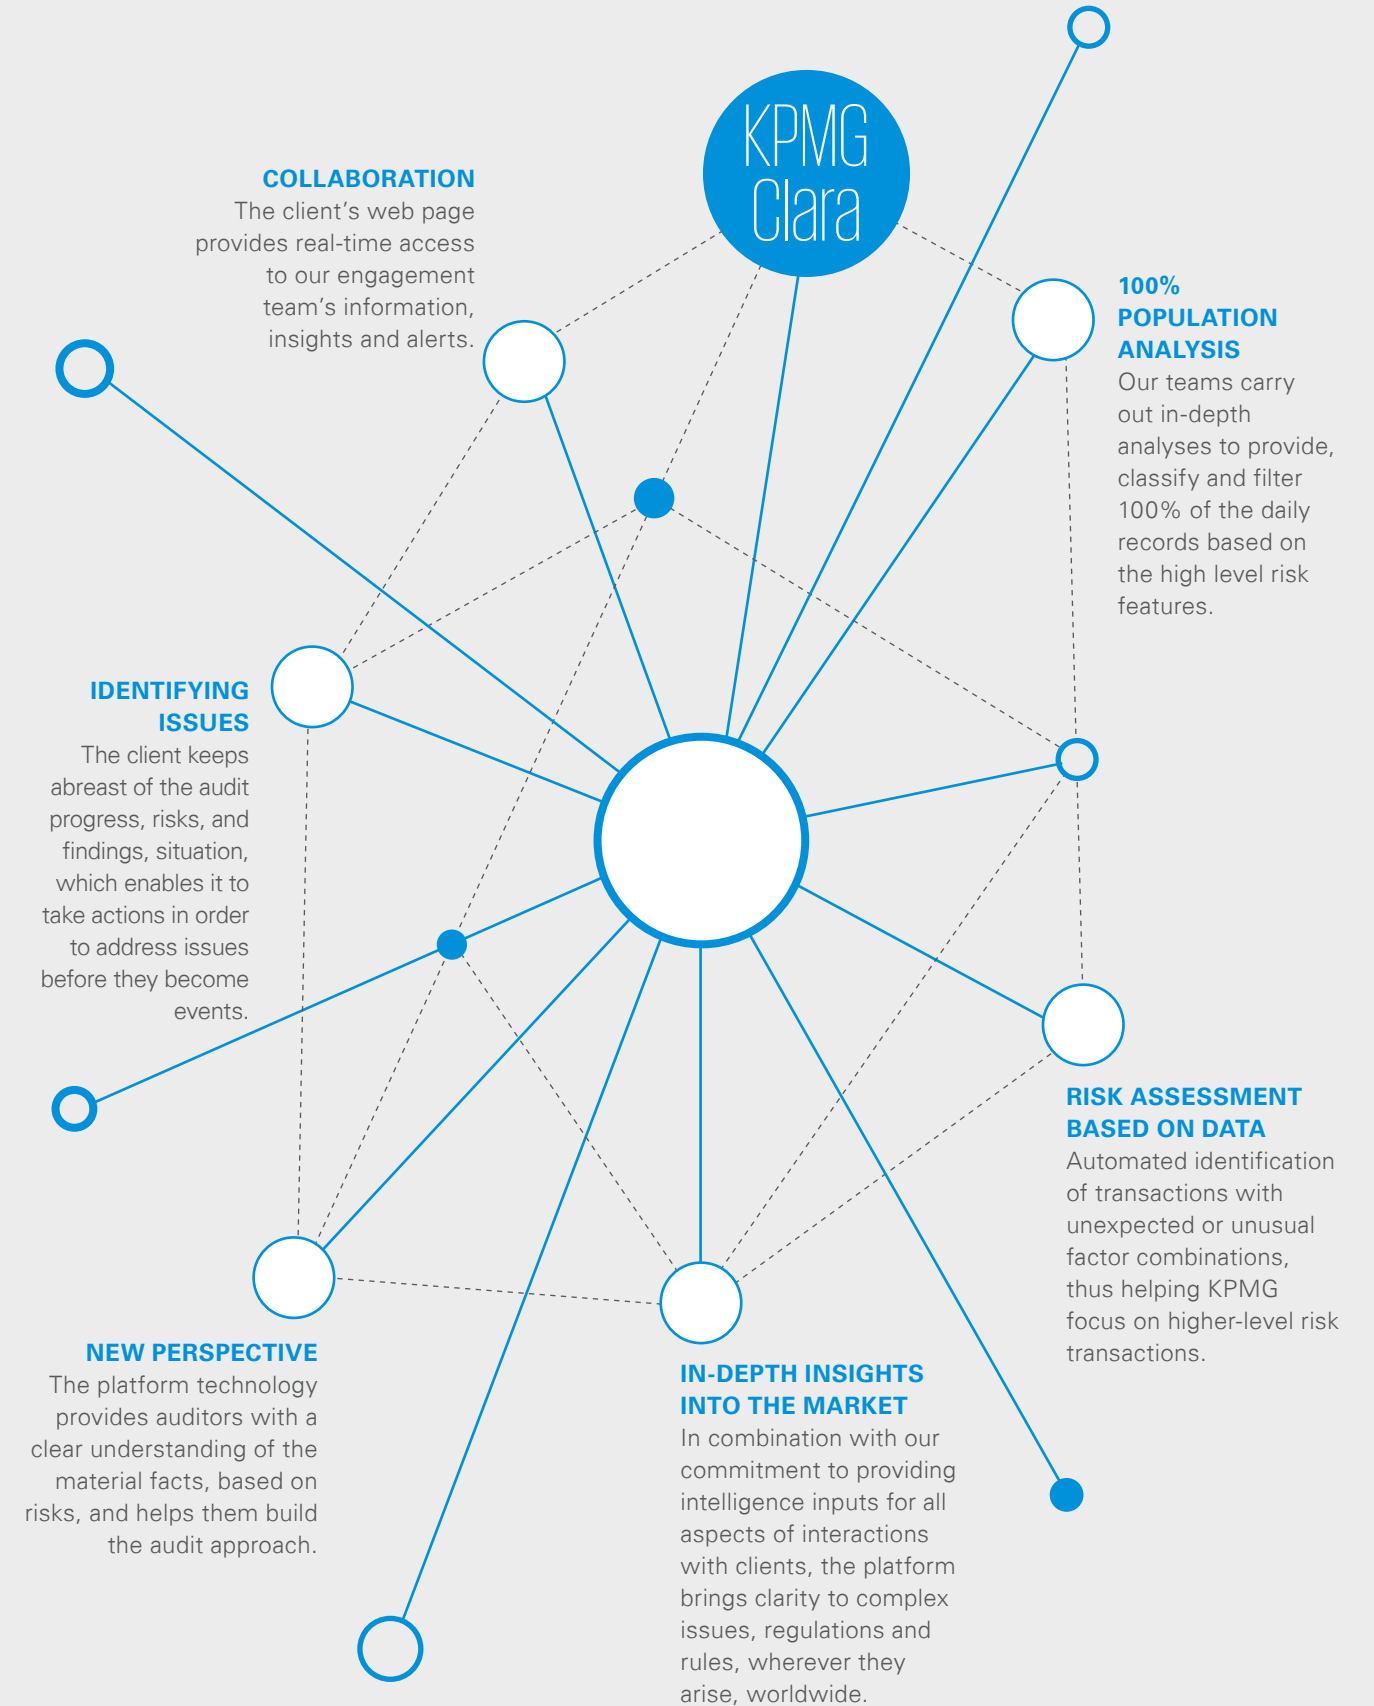 KPMG
Clara
COLLABORATION
The client's web page
provides real-time access
to our engagement
team's information,
insights and alerts.
100%
POPULATION
ANALYSIS
Our teams carry
out in-depth
analyses to provide,
classify and filter
100% of the daily
records based on
the high level risk
features.
IDENTIFYING
ISSUES
The client keeps
abreast of the audit
progress, risks, and
findings, situation,
which enables it to
take actions in order
to address issues
before they become
events.
RISK ASSESSMENT
BASED ON DATA
Automated identification
of transactions with
unexpected or unusual
factor combinations,
thus helping KPMG
focus on higher-level risk
transactions.
NEW PERSPECTIVE
The platform technology
provides auditors with a
clear understanding of the
material facts, based on
risks, and helps them build
the audit approach.
IN-DEPTH INSIGHTS
INTO THE MARKET
In combination with our
commitment to providing
intelligence inputs for all
aspects of interactions
with clients, the platform
brings clarity to complex
issues, regulations and
rules, wherever they
arise, worldwide.